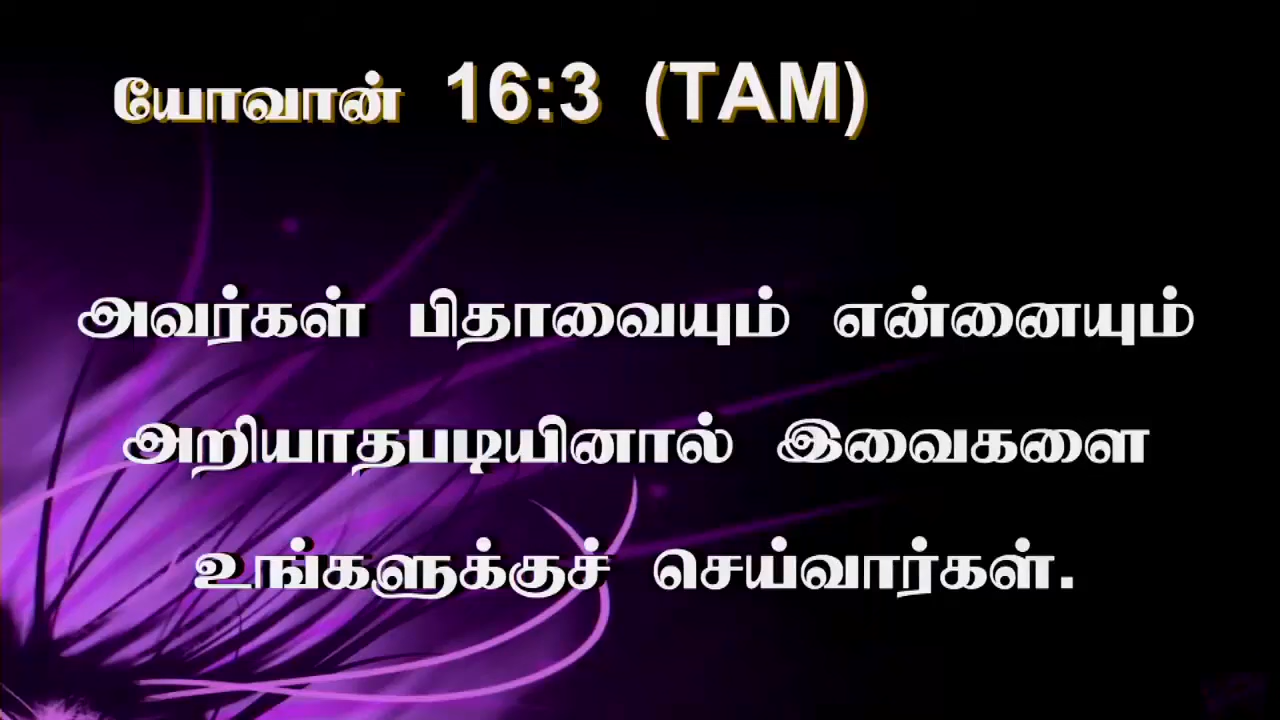 யோவான் 16:3 (TAM)
அவர்கள் பிதாவையும் என்னையும்
அறியாதபடியினால் இவைகளை
உங்களுக்குச் செய்வார்கள்.